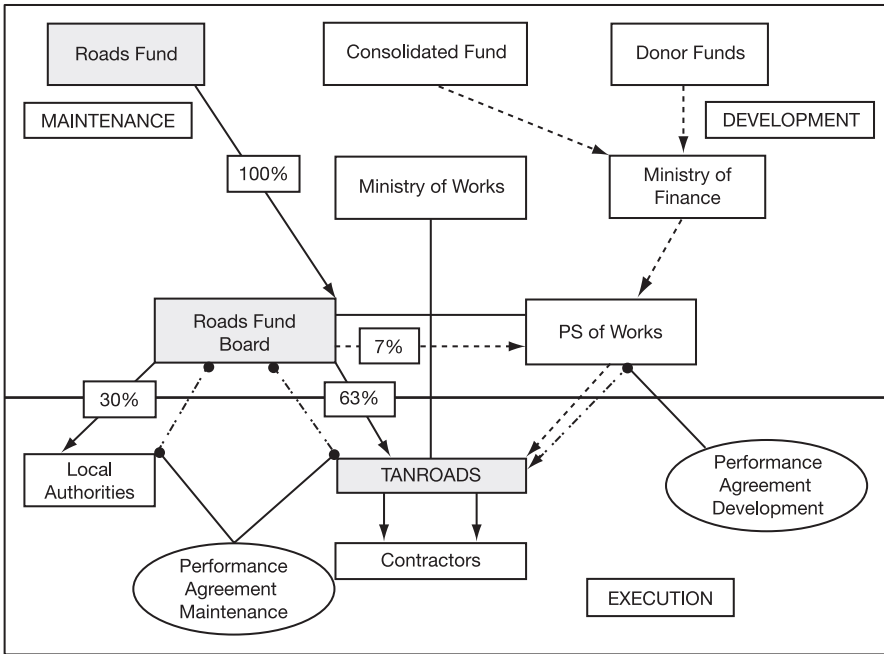 Roads Fund
Consolidated Fund
Donor Funds
MAINTENANCE
DEVELOPMENT
100%
Ministry of Works
Ministry of
Finance
Roads Fund
Board
7%
PS of Works
30%
63%
Local
Authorities
TANROADS
Performance
Agreement
Development
Contractors
Performance
Agreement
Maintenance
EXECUTION